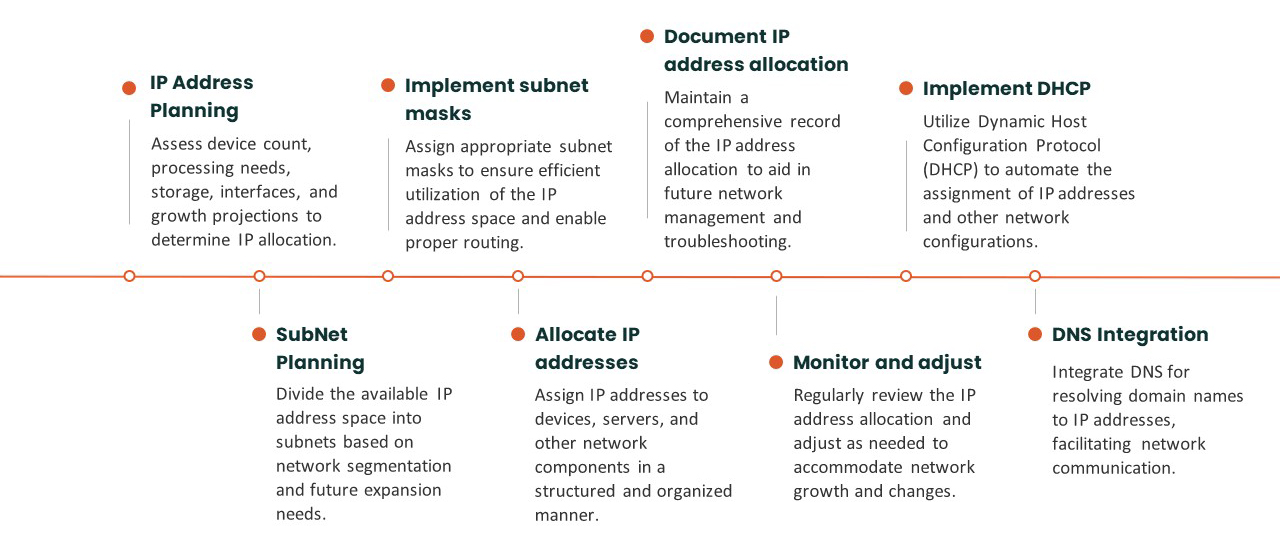 IP Address
Planning
Assess device count,
processing needs,
storage, interfaces, and
growth projections to
determine IP allocation.
SubNet
Planning
Divide the available IP
address space into
subnets based on
network segmentation
and future expansion
needs.
Implement subnet
masks
Assign appropriate subnet
masks to ensure efficient
utilization of the IP
address space and enable
proper routing.
Allocate IP
addresses
Assign IP addresses to
devices, servers, and
other network
components in a
structured and organized
manner.
Document IP
address allocation
Maintain a
comprehensive record
of the IP address
allocation to aid in
future network
management and
troubleshooting.
Monitor and adjust
Regularly review the IP
address allocation and
adjust as needed to
accommodate network
growth and changes.
Implement DHCP
Utilize Dynamic Host
Configuration Protocol
(DHCP) to automate the
assignment of IP addresses
and other network
configurations.
DNS Integration
Integrate DNS for
resolving domain names
to IP addresses,
facilitating network
communication.